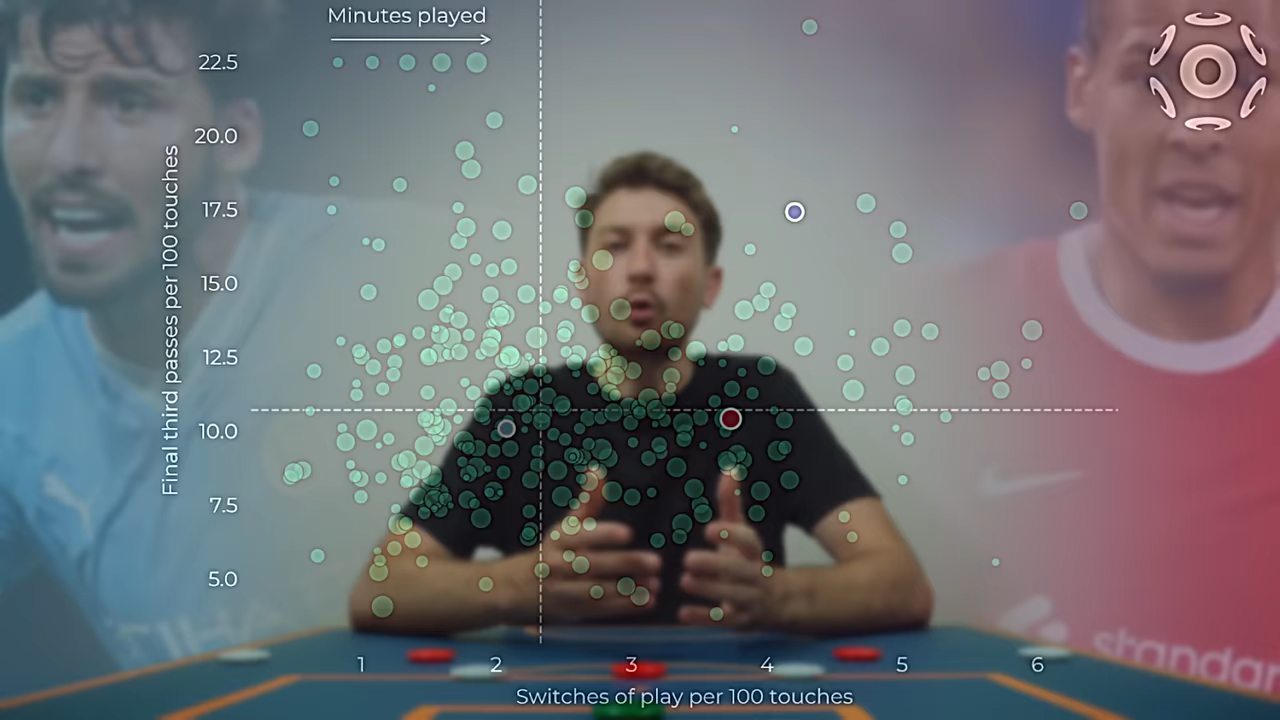 Minutes played
22.5
20.0
17.5
15.0
12.5
10.0
7.5
5.0
Final third passes per 100 touches
1 2 3 4 5 6
Switches of play per 100 touches